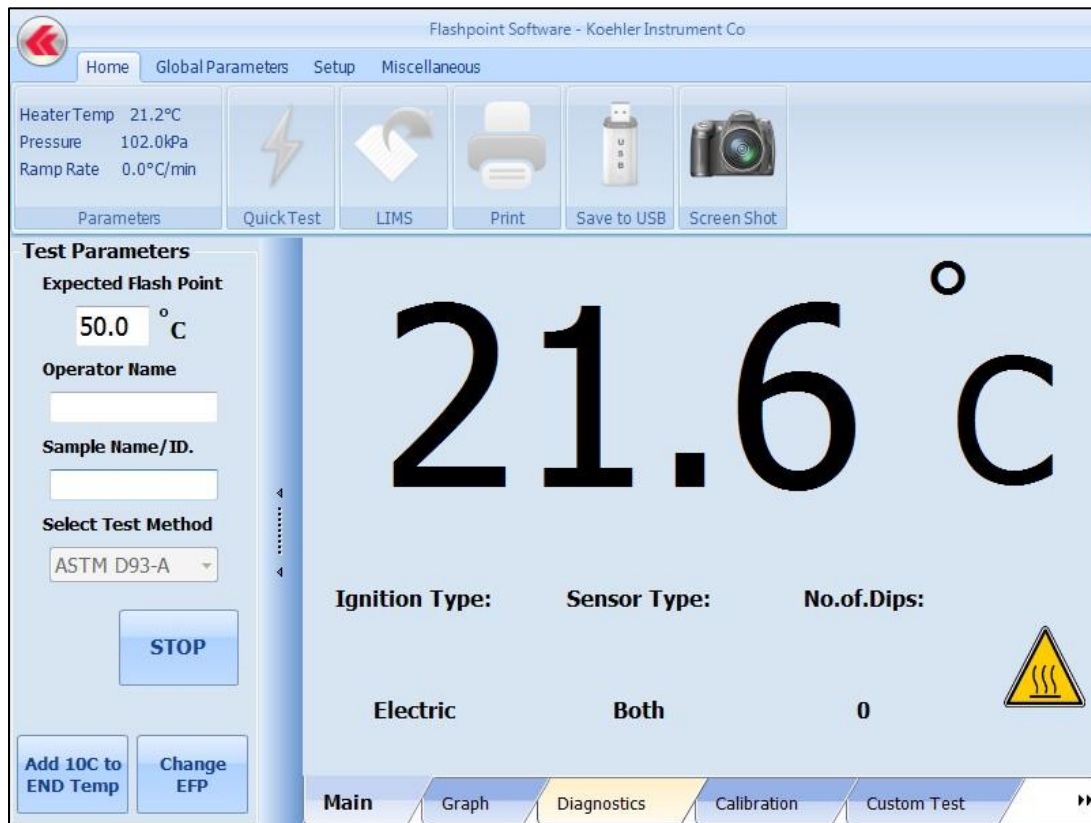 Flashpoint Software - Koehler Instrument Co
Home Global Parameters Setup Miscellaneous
Heater Temp 21.2°C
Pressure 102.0kPa
Ramp Rate 0.0°C/min
USB
Parameters Quick Test LIMS Print Save to USB Screen Shot
Test Parameters
Expected Flash Point
50.0 °C
Operator Name
Sample Name/ID.
Select Test Method
ASTM D93-A
STOP
Add 10C to
END Temp
Change
EFP
21.6 °C
Ignition Type: Sensor Type: No.of.Dips:
Electric Both 0
Main Graph Diagnostics Calibration Custom Test